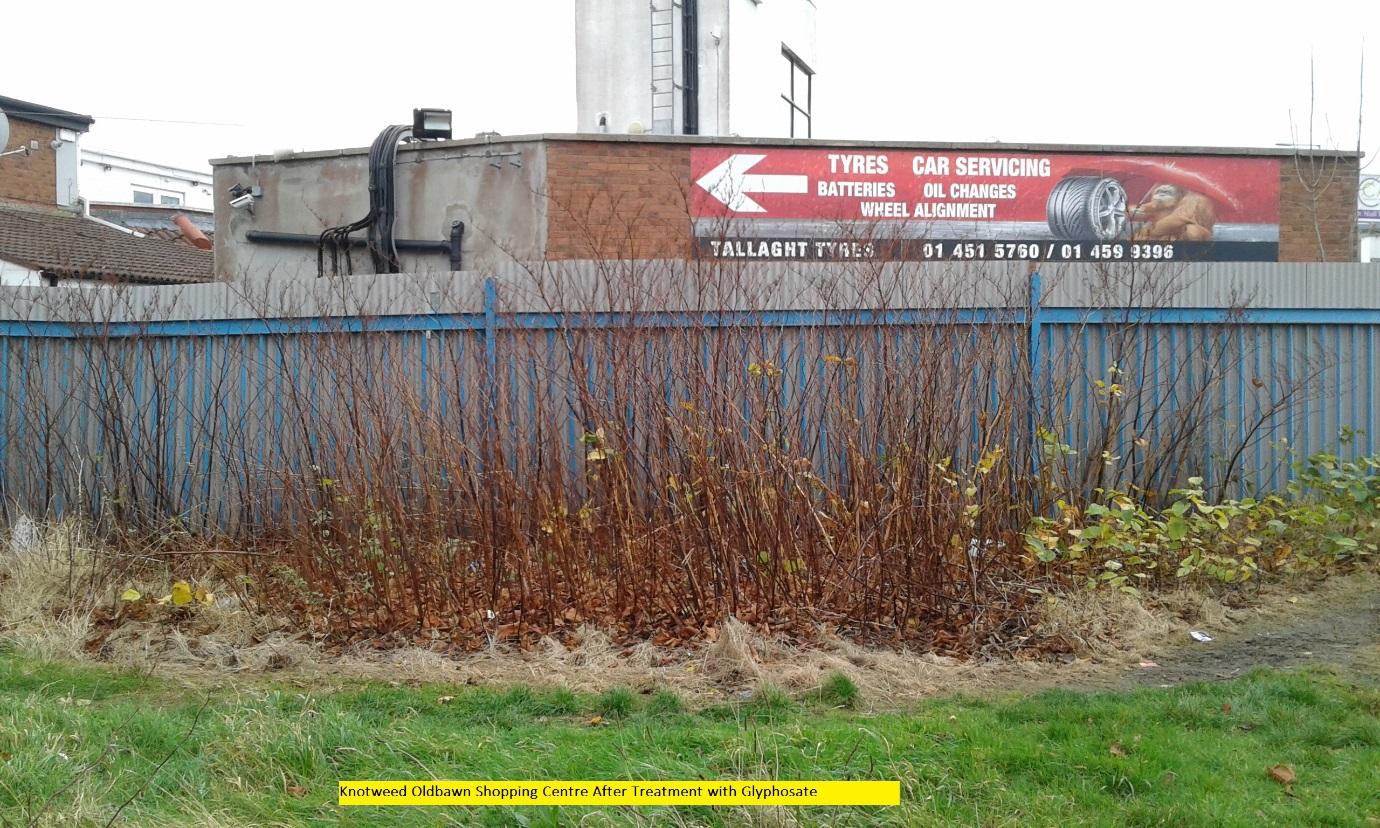 TYRES CAR SERVICING
BATTERIES OIL CHANGES
WHEEL ALIGNMENT
TALLAGHT TYRES 01 451 5760 / 01 459 9396
Knotweed Oldbawn Shopping Centre After Treatment with Glyphosate